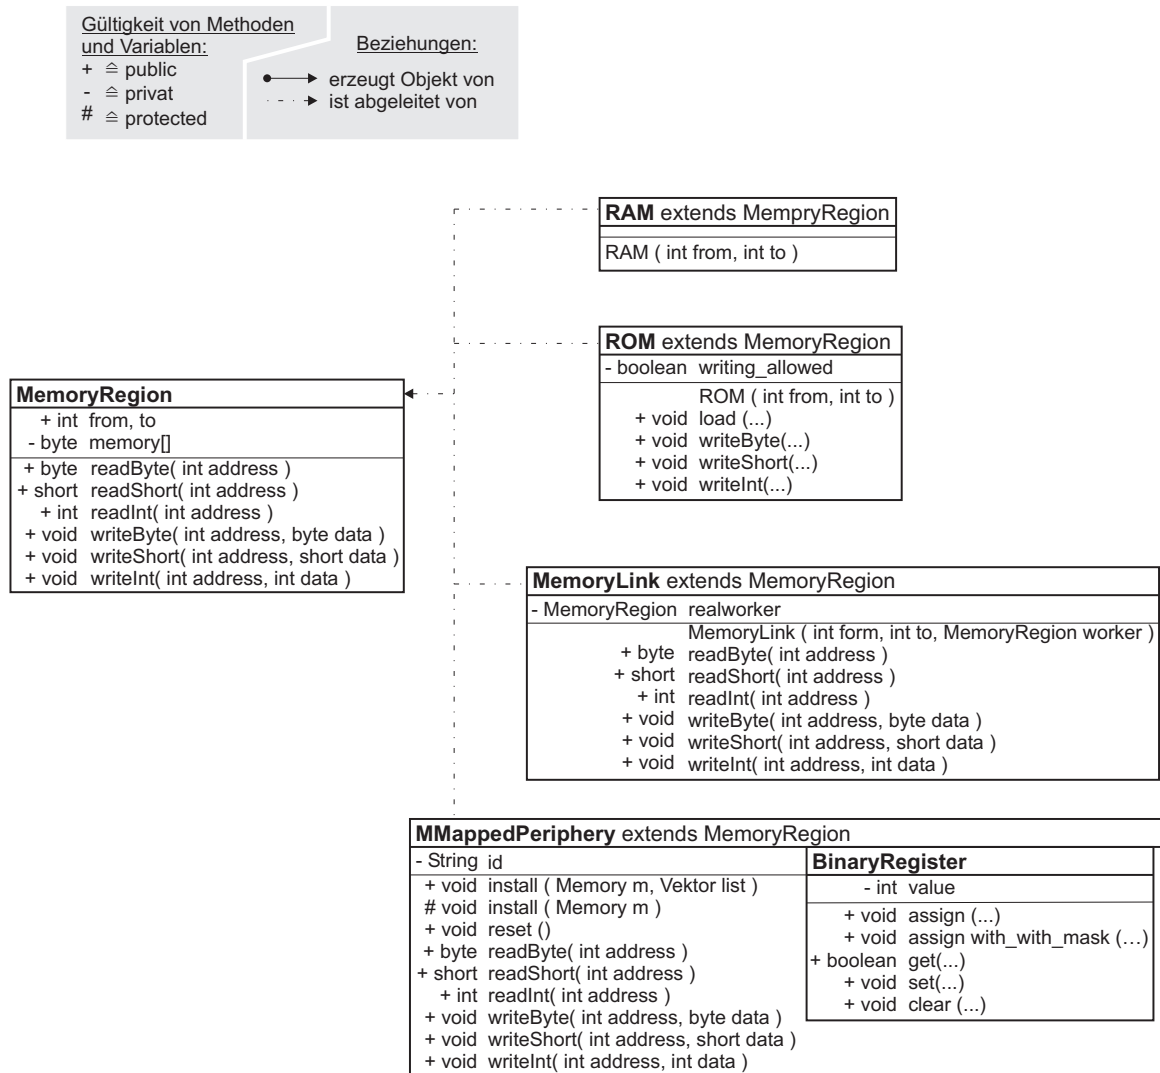 Gültigkeit von Methoden
und Variablen:
+ ≙ public
- ≙ privat
# ≙ protected
Beziehungen:
erzeugt Objekt von
ist abgeleitet von
RAM extends MempryRegion
RAM ( int from, int to )
ROM extends MemoryRegion
- boolean writing_allowed
ROM ( int from, int to )
+ void load (...)
+ void writeByte(...)
+ void writeShort(...)
+ void writeInt(...)
MemoryRegion
+ int from, to
- byte memory[]
+ byte readByte( int address )
+ short readShort( int address )
+ int readInt( int address )
+ void writeByte( int address, byte data )
+ void writeShort( int address, short data )
+ void writeInt( int address, int data )
MemoryLink extends MemoryRegion
- MemoryRegion realworker
MemoryLink ( int form, int to, MemoryRegion worker )
+ byte readByte( int address )
+ short readShort( int address )
+ int readInt( int address )
+ void writeByte( int address, byte data )
+ void writeShort( int address, short data )
+ void writeInt( int address, int data )
MMappedPeriphery extends MemoryRegion
- String id
+ void install ( Memory m, Vektor list )
# void install ( Memory m )
+ void reset ()
+ byte readByte( int address )
+ short readShort( int address )
+ int readInt( int address )
+ void writeByte( int address, byte data )
+ void writeShort( int address, short data )
+ void writeInt( int address, int data )
BinaryRegister
- int value
+ void assign (...)
+ void assign with_with_mask (...)
+ boolean get(...)
+ void set(...)
+ void clear (...)